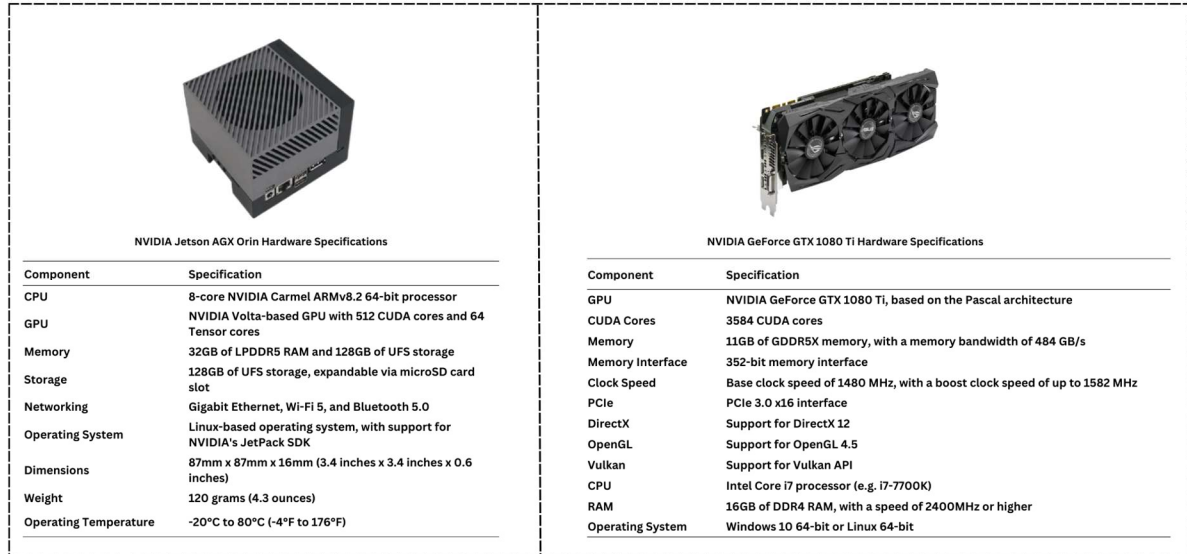 NVIDIA Jetson AGX Orin Hardware Specifications
Component Specification
CPU 8-core NVIDIA Carmel ARMv8.2 64-bit processor
GPU NVIDIA Volta-based GPU with 512 CUDA cores and 64
Tensor cores
Memory 32GB of LPDDR5 RAM and 128GB of UFS storage
Storage 128GB of UFS storage, expandable via microSD card
slot
Networking Gigabit Ethernet, Wi-Fi 5, and Bluetooth 5.0
Operating System Linux-based operating system, with support for
NVIDIA's JetPack SDK
Dimensions 87mm x 87mm x 16mm (3.4 inches x 3.4 inches x 0.6
inches)
Weight 120 grams (4.3 ounces)
Operating Temperature -20°C to 80°C (-4°F to 176°F)
NVIDIA GeForce GTX 1080 Ti Hardware Specifications
Component Specification
GPU NVIDIA GeForce GTX 1080 Ti, based on the Pascal architecture
CUDA Cores 3584 CUDA cores
Memory 11GB of GDDR5X memory, with a memory bandwidth of 484 GB/s
Memory Interface 352-bit memory interface
Clock Speed Base clock speed of 1480 MHz, with a boost clock speed of up to 1582 MHz
PCIe PCIe 3.0 x16 interface
DirectX Support for DirectX 12
OpenGL Support for OpenGL 4.5
Vulkan Support for Vulkan API
CPU Intel Core i7 processor (e.g. i7-7700K)
RAM 16GB of DDR4 RAM, with a speed of 2400MHz or higher
Operating System Windows 10 64-bit or Linux 64-bit